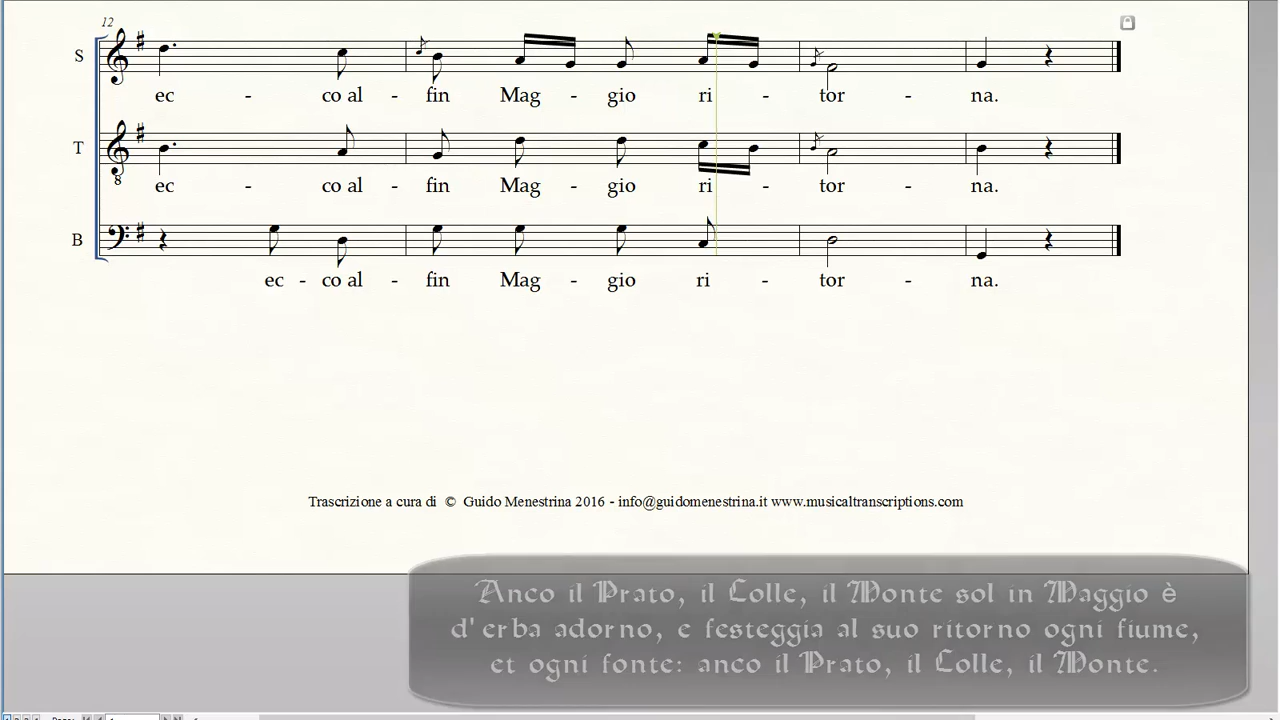 12
S
ec - co al - fin Mag - gio ri - tor - na.
T
8
ec - co al - fin Mag - gio ri - tor - na.
B
ec - co al - fin Mag - gio ri - tor - na.
Trascrizione a cura di © Guido Menestrina 2016 - info@guidomenestrina.it www.musicaltranscriptions.com
Anco il Prato, il Colle, il Monte sol in Maggio è
d'erba adorno, e festeggia al suo ritorno ogni fiume,
et ogni fonte: anco il Prato, il Colle, il Monte.